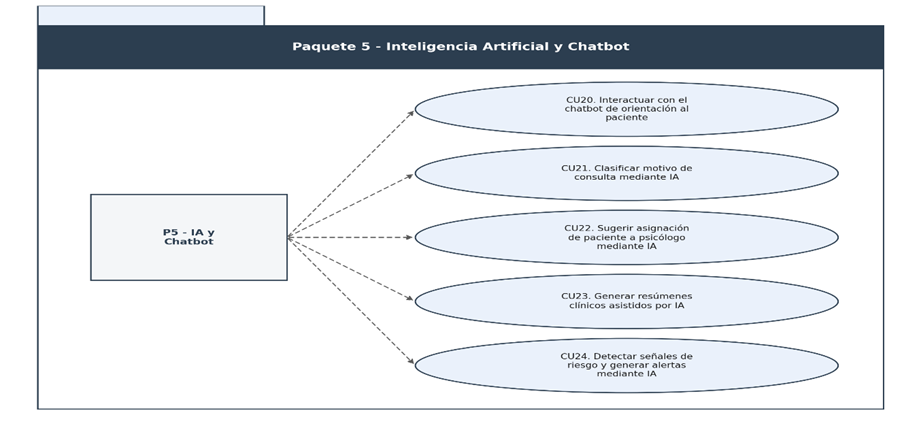 Paquete 5 - Inteligencia Artificial y Chatbot
P5 - IA y
Chatbot
CU20. Interactuar con el
chatbot de orientación al
paciente
CU21. Clasificar motivo de
consulta mediante IA
CU22. Sugerir asignación
de paciente a psicólogo
mediante IA
CU23. Generar resúmenes
clínicos asistidos por IA
CU24. Detectar señales de
riesgo y generar alertas
mediante IA